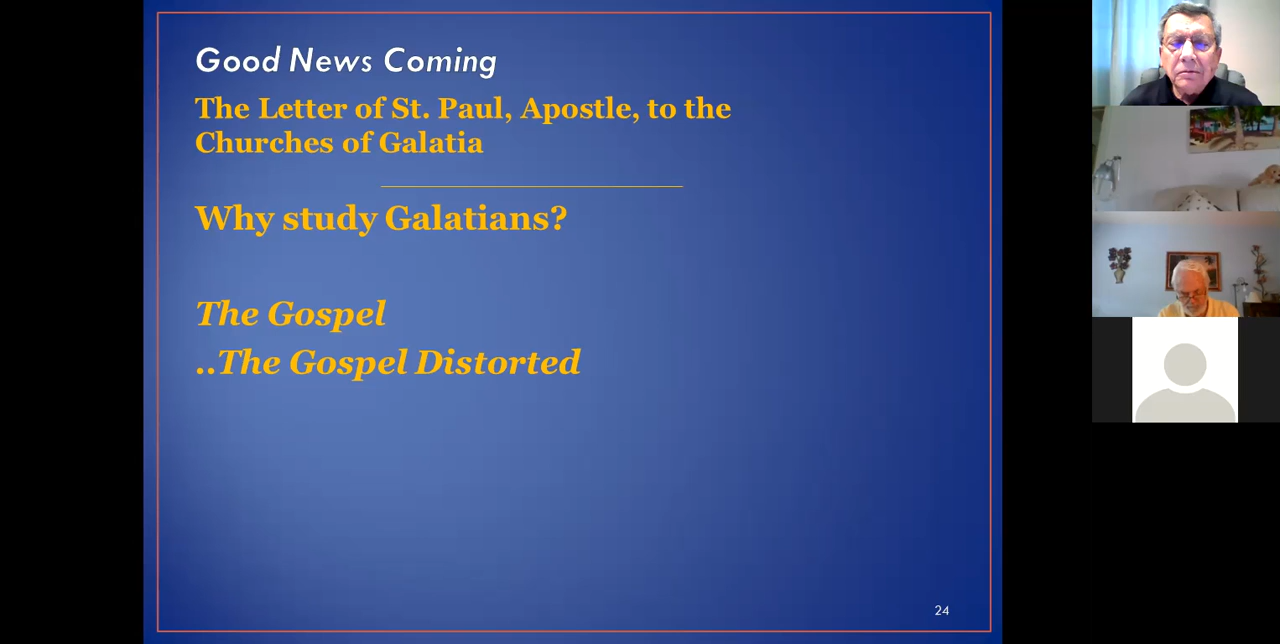 Good News Coming
The Letter of St. Paul, Apostle, to the
Churches of Galatia
Why study Galatians?
The Gospel
..The Gospel Distorted
24